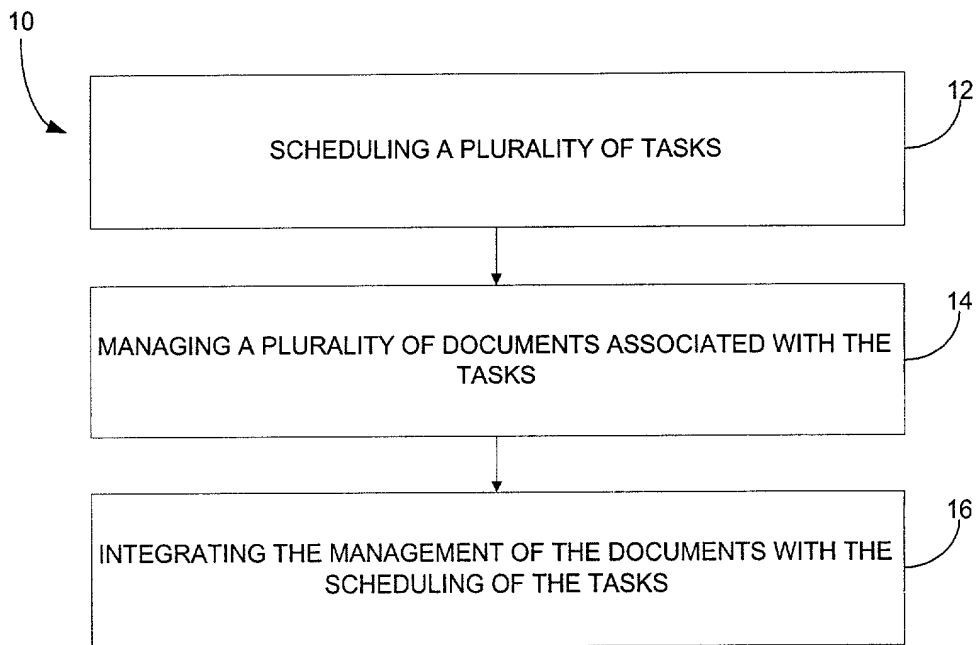 10
12
SCHEDULING A PLURALITY OF TASKS
14
MANAGING A PLURALITY OF DOCUMENTS ASSOCIATED WITH THE
TASKS
16
INTEGRATING THE MANAGEMENT OF THE DOCUMENTS WITH THE
SCHEDULING OF THE TASKS